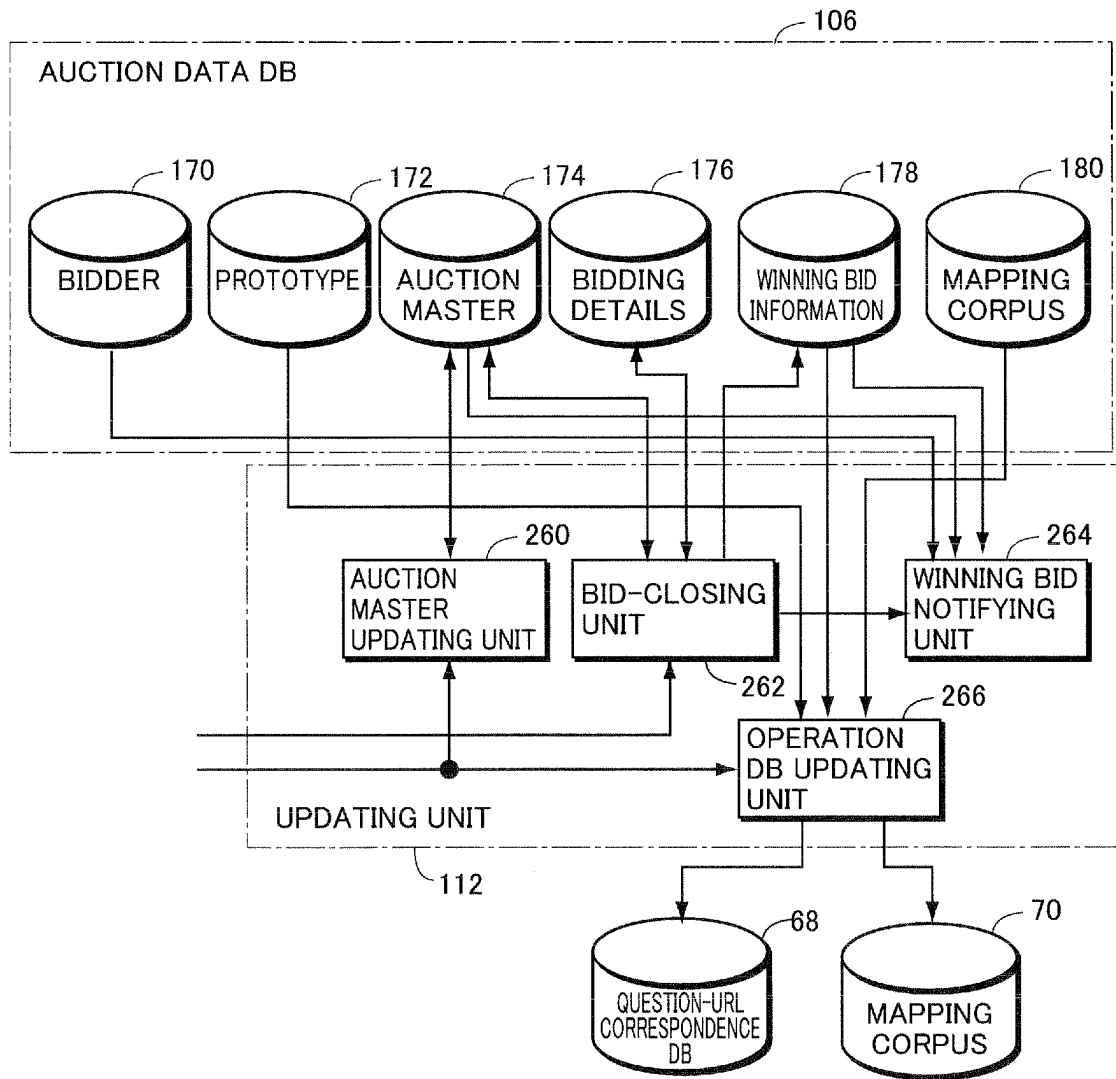 106
AUCTION DATA DB
170
172
174
176
178
180
BIDDER
PROTOTYPE
AUCTION
MASTER
BIDDING
DETAILS
WINNING BID
INFORMATION
MAPPING
CORPUS
260
AUCTION
MASTER
UPDATING UNIT
BID-CLOSING
UNIT
262
264
WINNING BID
NOTIFYING
UNIT
266
OPERATION
DB UPDATING
UNIT
UPDATING UNIT
112
68
QUESTION-URL
CORRESPONDENCE
DB
70
MAPPING
CORPUS